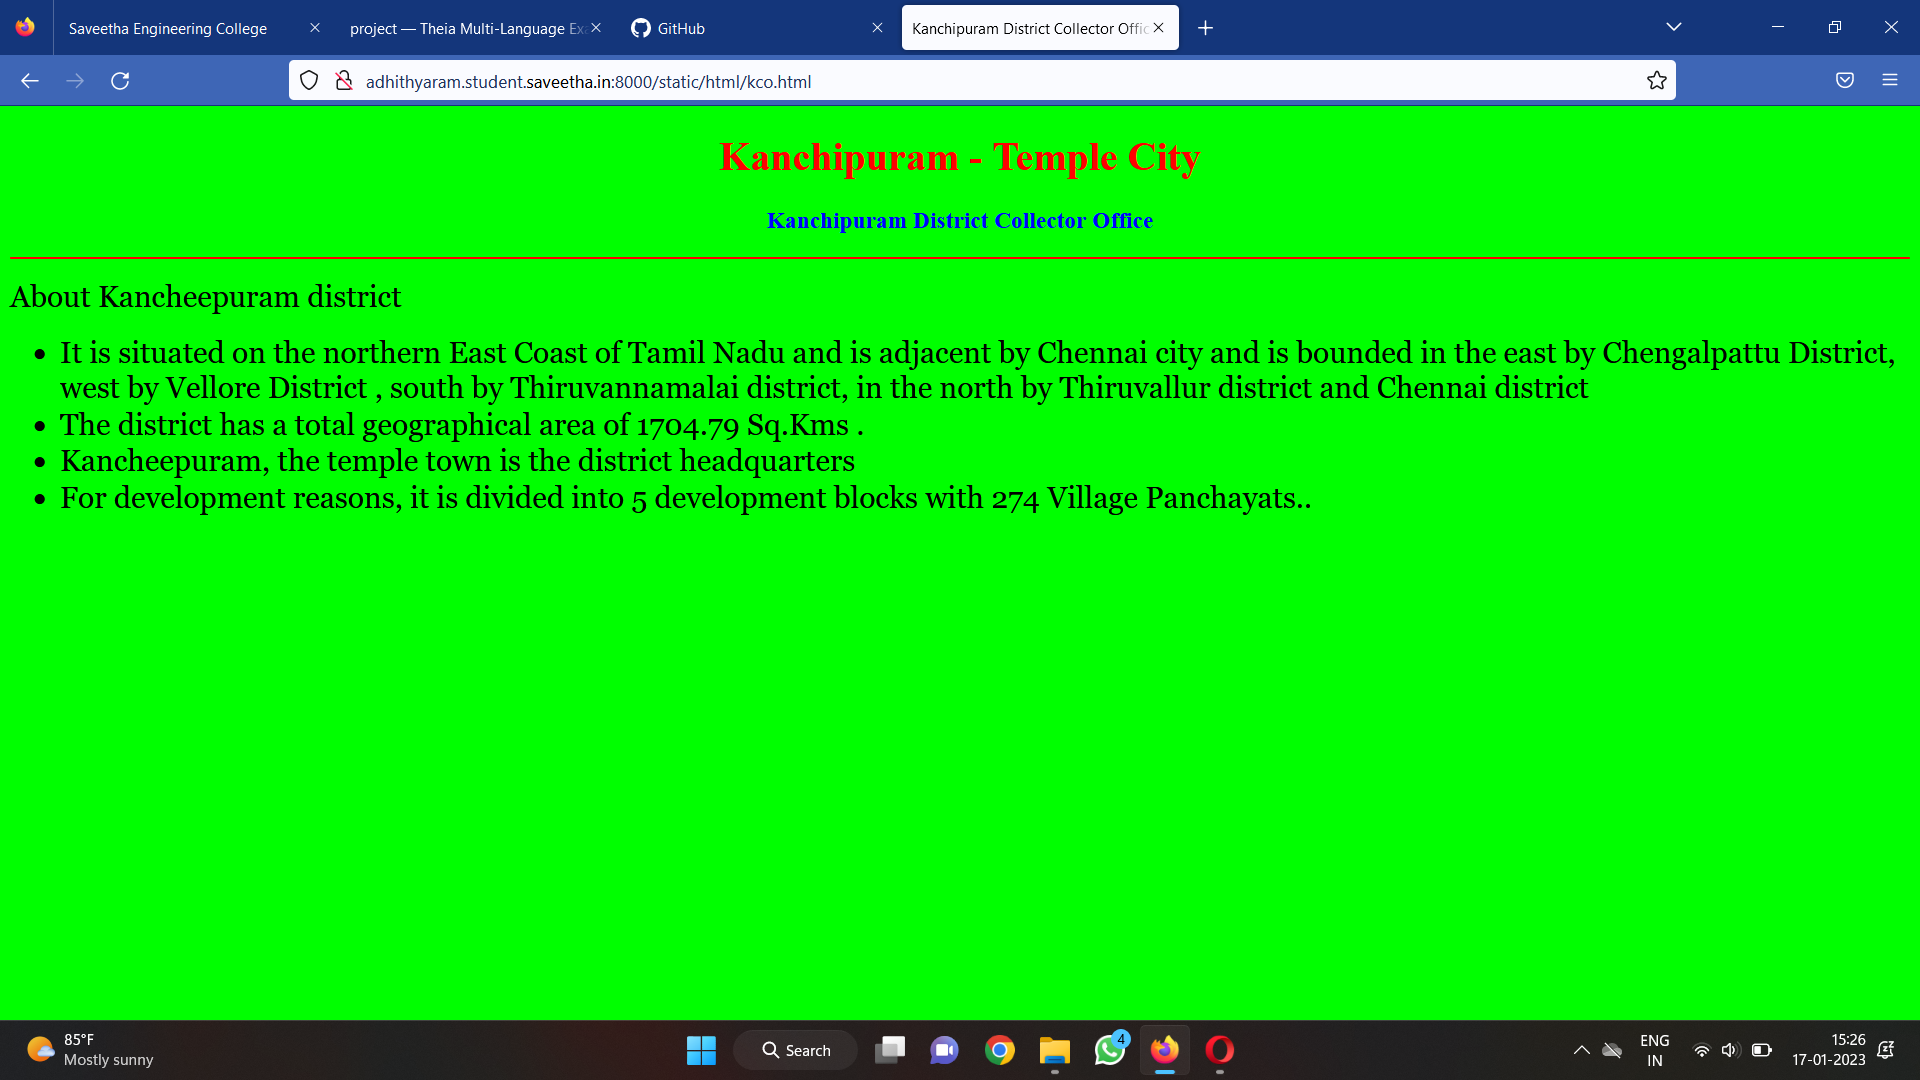 Saveetha Engineering College
project — Theia Multi-Language Exa
GitHub
Kanchipuram District Collector Offic
adhithyaram.student.saveetha.in:8000/static/html/kco.html
Kanchipuram - Temple City
Kanchipuram District Collector Office
About Kancheepuram district
It is situated on the northern East Coast of Tamil Nadu and is adjacent by Chennai city and is bounded in the east by Chengalpattu District,
west by Vellore District , south by Thiruvannamalai district, in the north by Thiruvallur district and Chennai district
The district has a total geographical area of 1704.79 Sq.Kms .
Kancheepuram, the temple town is the district headquarters
For development reasons, it is divided into 5 development blocks with 274 Village Panchayats..
85°F
Mostly sunny
Search
4
ENG
IN
15:26
17-01-2023